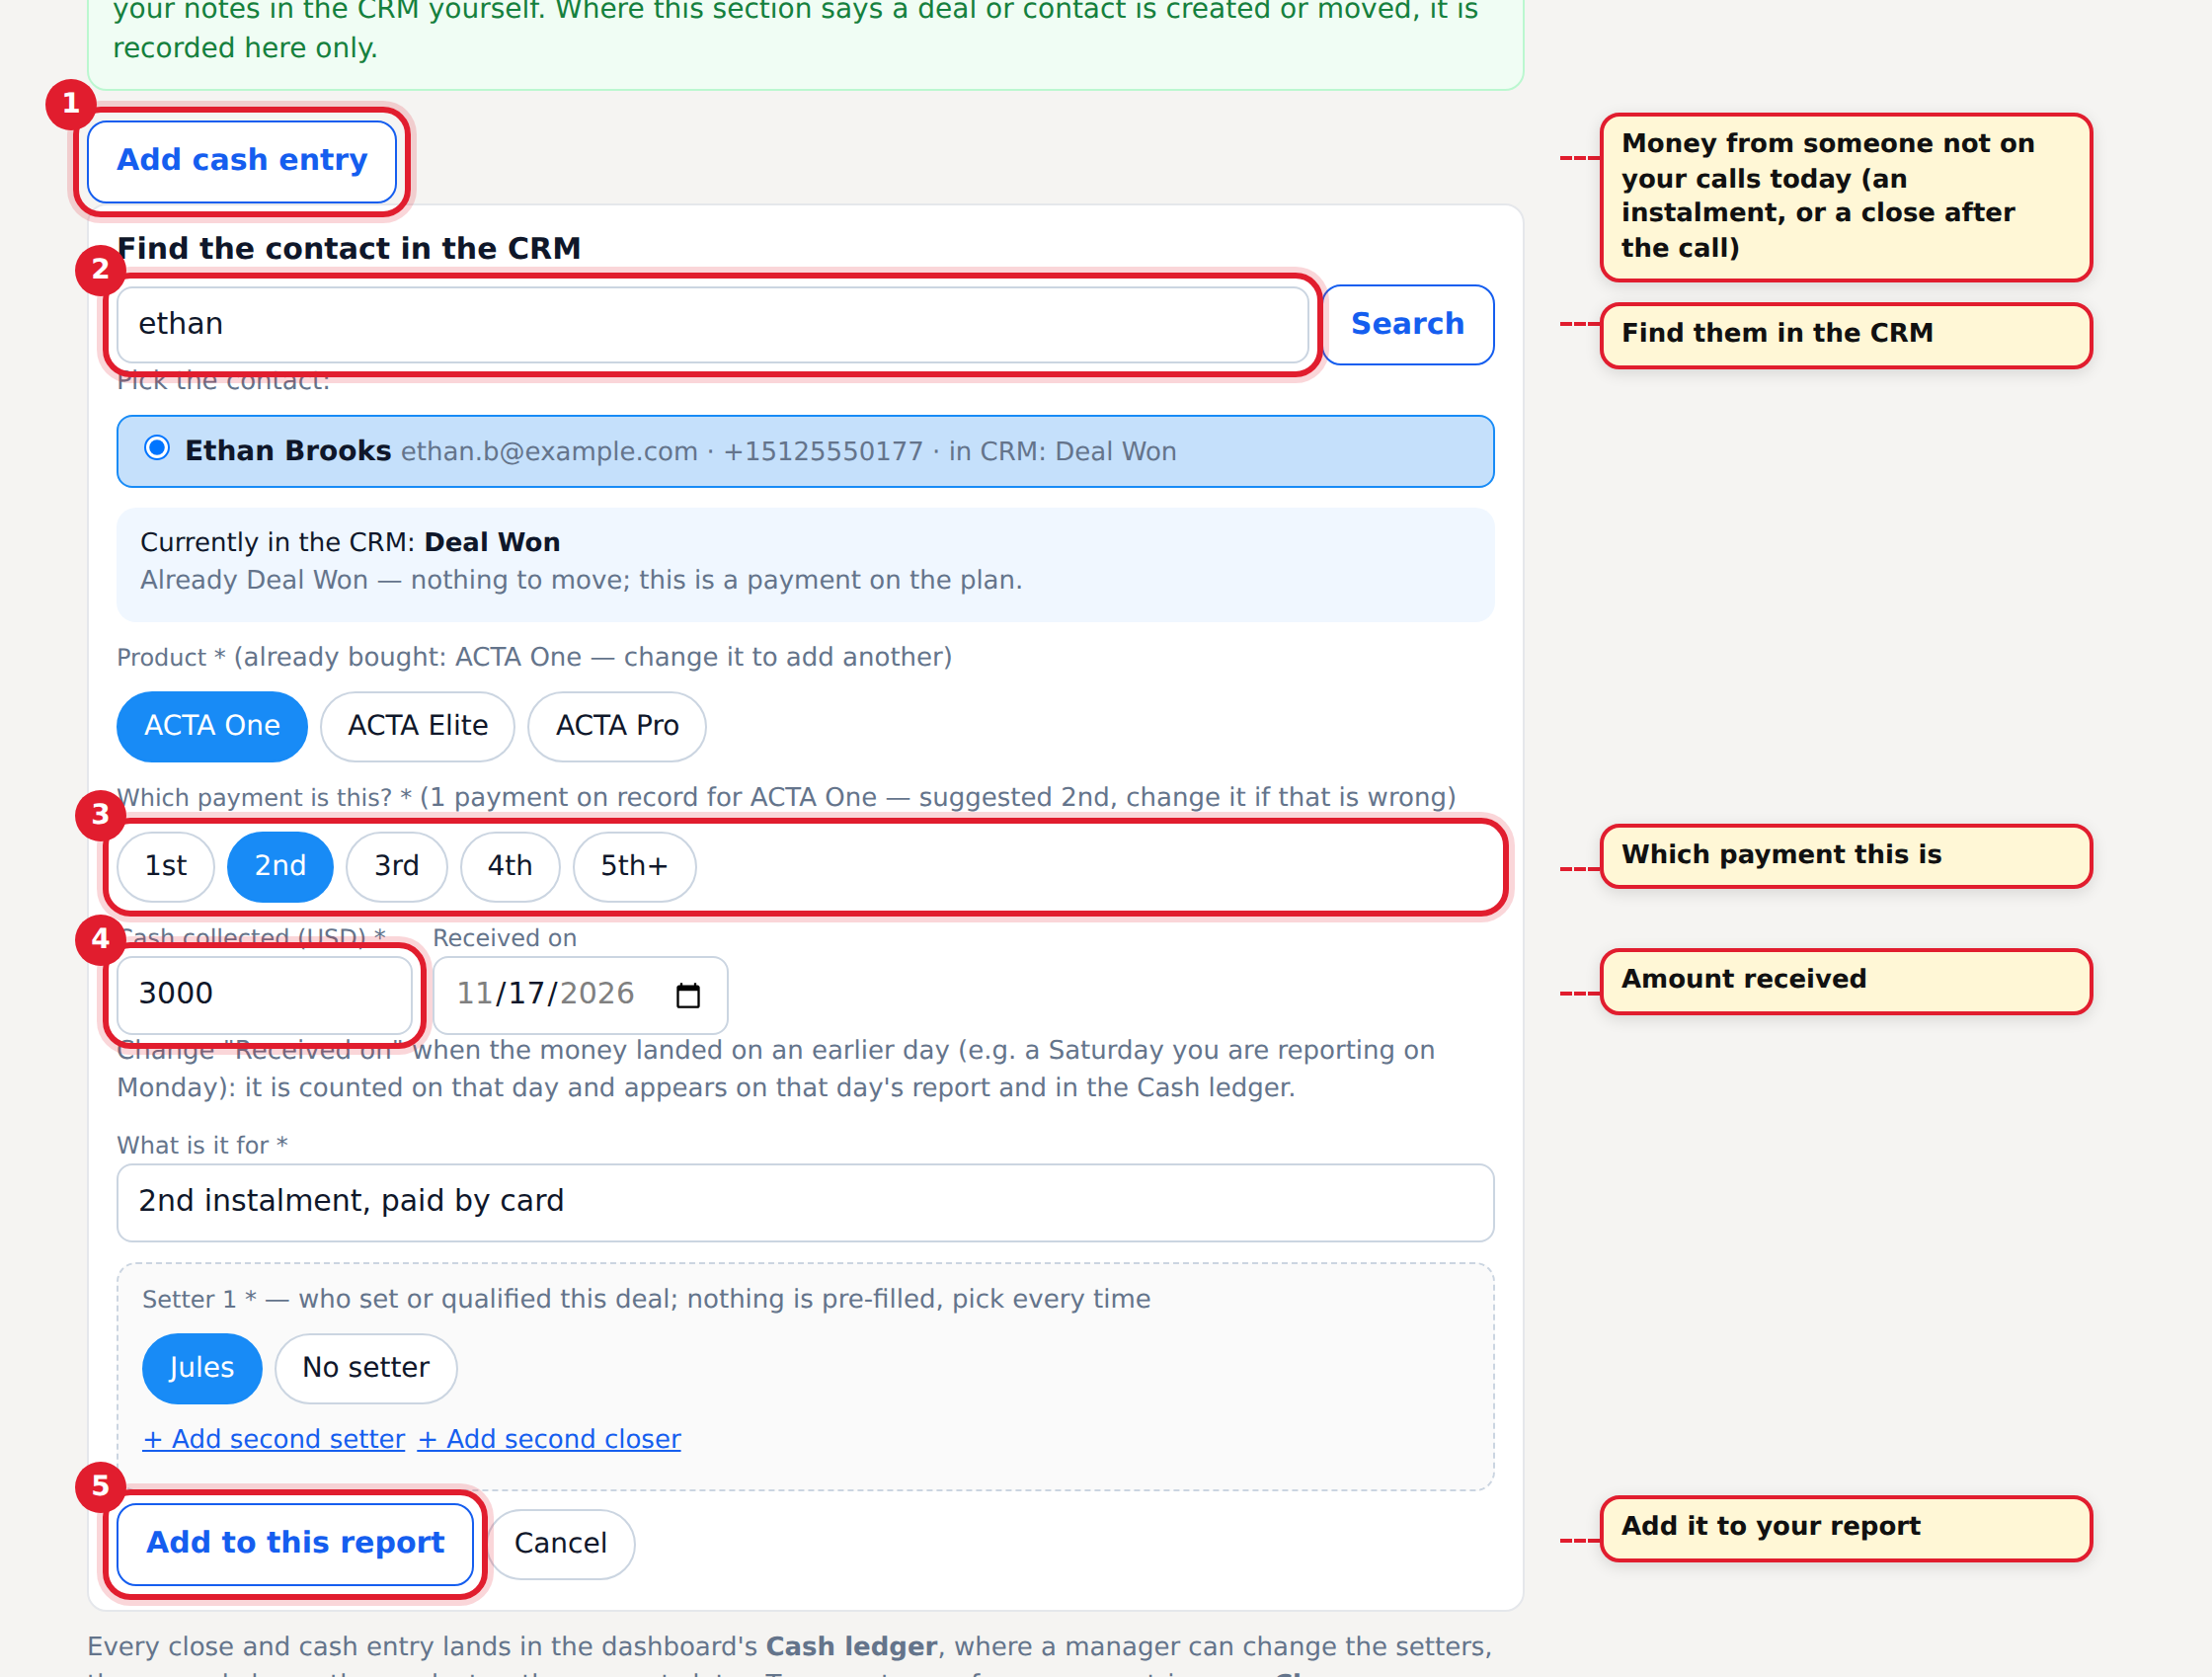 your notes in the CRM yourself. Where this section says a deal or contact is created or moved, it is
recorded here only.
1
Add cash entry
Money from someone not on
your calls today (an
instalment, or a close after
the call)
Find the contact in the CRM
2
ethan
Search
Find them in the CRM
Pick the contact:
Ethan Brooks ethan.b@example.com · +15125550177 · in CRM: Deal Won
Currently in the CRM: Deal Won
Already Deal Won — nothing to move; this is a payment on the plan.
Product * (already bought: ACTA One — change it to add another)
ACTA One
ACTA Elite
ACTA Pro
Which payment is this? * (1 payment on record for ACTA One — suggested 2nd, change it if that is wrong)
3
1st
2nd
3rd
4th
5th+
Which payment this is
4
Cash collected (USD) *
Received on
3000
11/17/2026
Amount received
Change "Received on" when the money landed on an earlier day (e.g. a Saturday you are reporting on
Monday): it is counted on that day and appears on that day's report and in the Cash ledger.
What is it for *
2nd instalment, paid by card
Setter 1 * — who set or qualified this deal; nothing is pre-filled, pick every time
Jules
No setter
+ Add second setter + Add second closer
5
Add to this report
Cancel
Add it to your report
Every close and cash entry lands in the dashboard's Cash ledger, where a manager can change the setters,